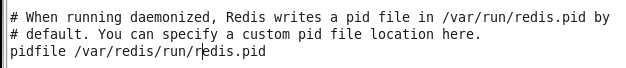 # When running daemonized, Redis writes a pid file in /var/run/redis.pid by
# default. You can specify a custom pid file location here.
pidfile /var/redis/run/redis.pid